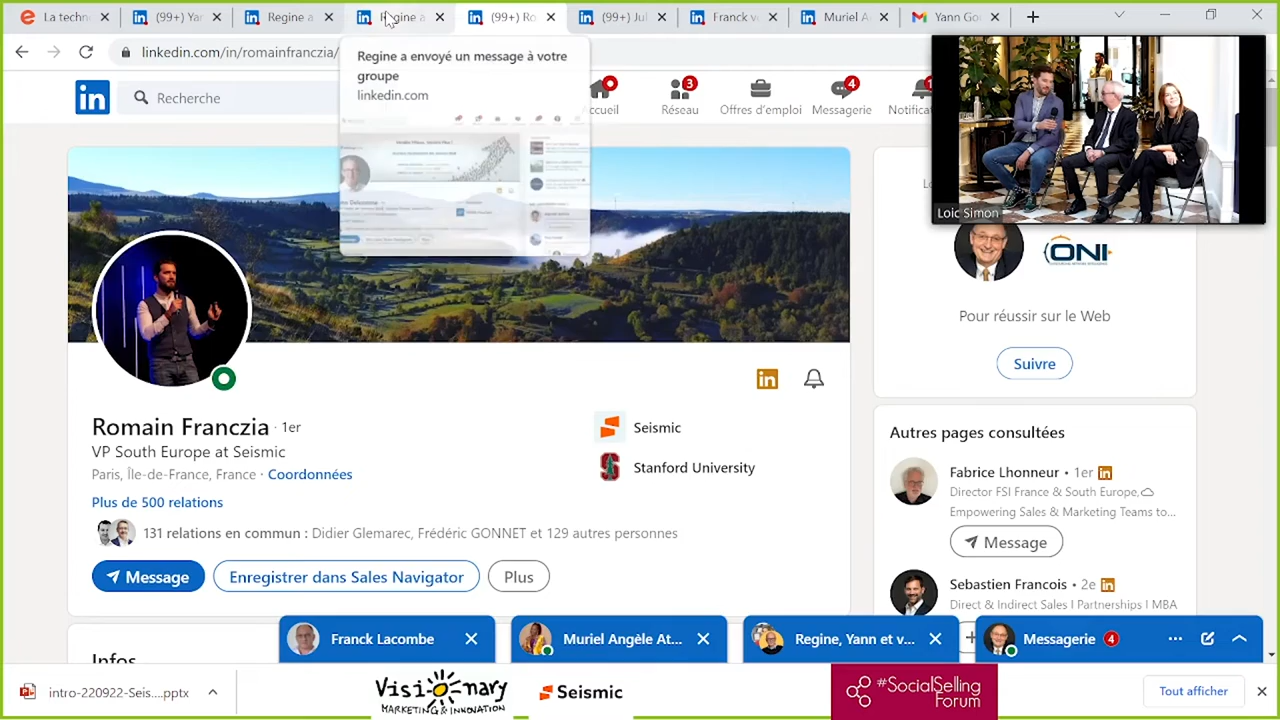 La techn
(99+) Ya
Regine a
Regine a
(99+) Ro
(99+) Jul
Franck v
Muriel A
Yann Go
linkedin.com/in/romainfranczia/
Regine a envoyé un message à votre
groupe
linkedin.com
in
Recherche
ccueil
3
Réseau
Offres d'emploi
4
Messagerie
1
Notificat
Loic Simon
ONI
Pour réussir sur le Web
Suivre
Romain Franczia · 1er
VP South Europe at Seismic
Paris, Île-de-France, France · Coordonnées
Plus de 500 relations
131 relations en commun : Didier Glemarec, Frédéric GONNET et 129 autres personnes
Message
Enregistrer dans Sales Navigator
Plus
Seismic
Stanford University
Autres pages consultées
Fabrice Lhonneur • 1er
Director FSI France & South Europe,
Empowering Sales & Marketing Teams to...
Message
Sebastien Francois • 2e
Direct & Indirect Sales I Partnerships I MBA
Infos
Franck Lacombe
Muriel Angèle At...
Regine, Yann et v...
Messagerie 4
intro-220922-Seis....pptx
Visionary
MARKETING & INNOVATION
Seismic
#SocialSelling
Forum
Tout afficher